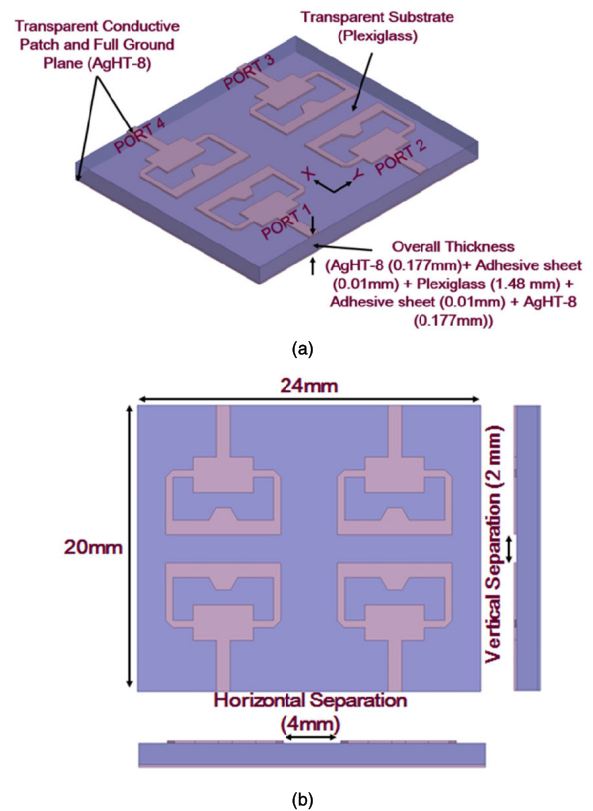 Transparent Conductive
Patch and Full Ground
Plane (AgHT-8)
Transparent Substrate
(Plexiglass)
PORT 3
PORT 4
PORT 2
X
Y
PORT 1
Overall Thickness
(AgHT-8 (0.177mm)+ Adhesive sheet
(0.01mm) + Plexiglass (1.48 mm) +
Adhesive sheet (0.01mm) + AgHT-8
(0.177mm))
(a)
24mm
20mm
Vertical Separation (2 mm)
Horizontal Separation
(4mm)
(b)